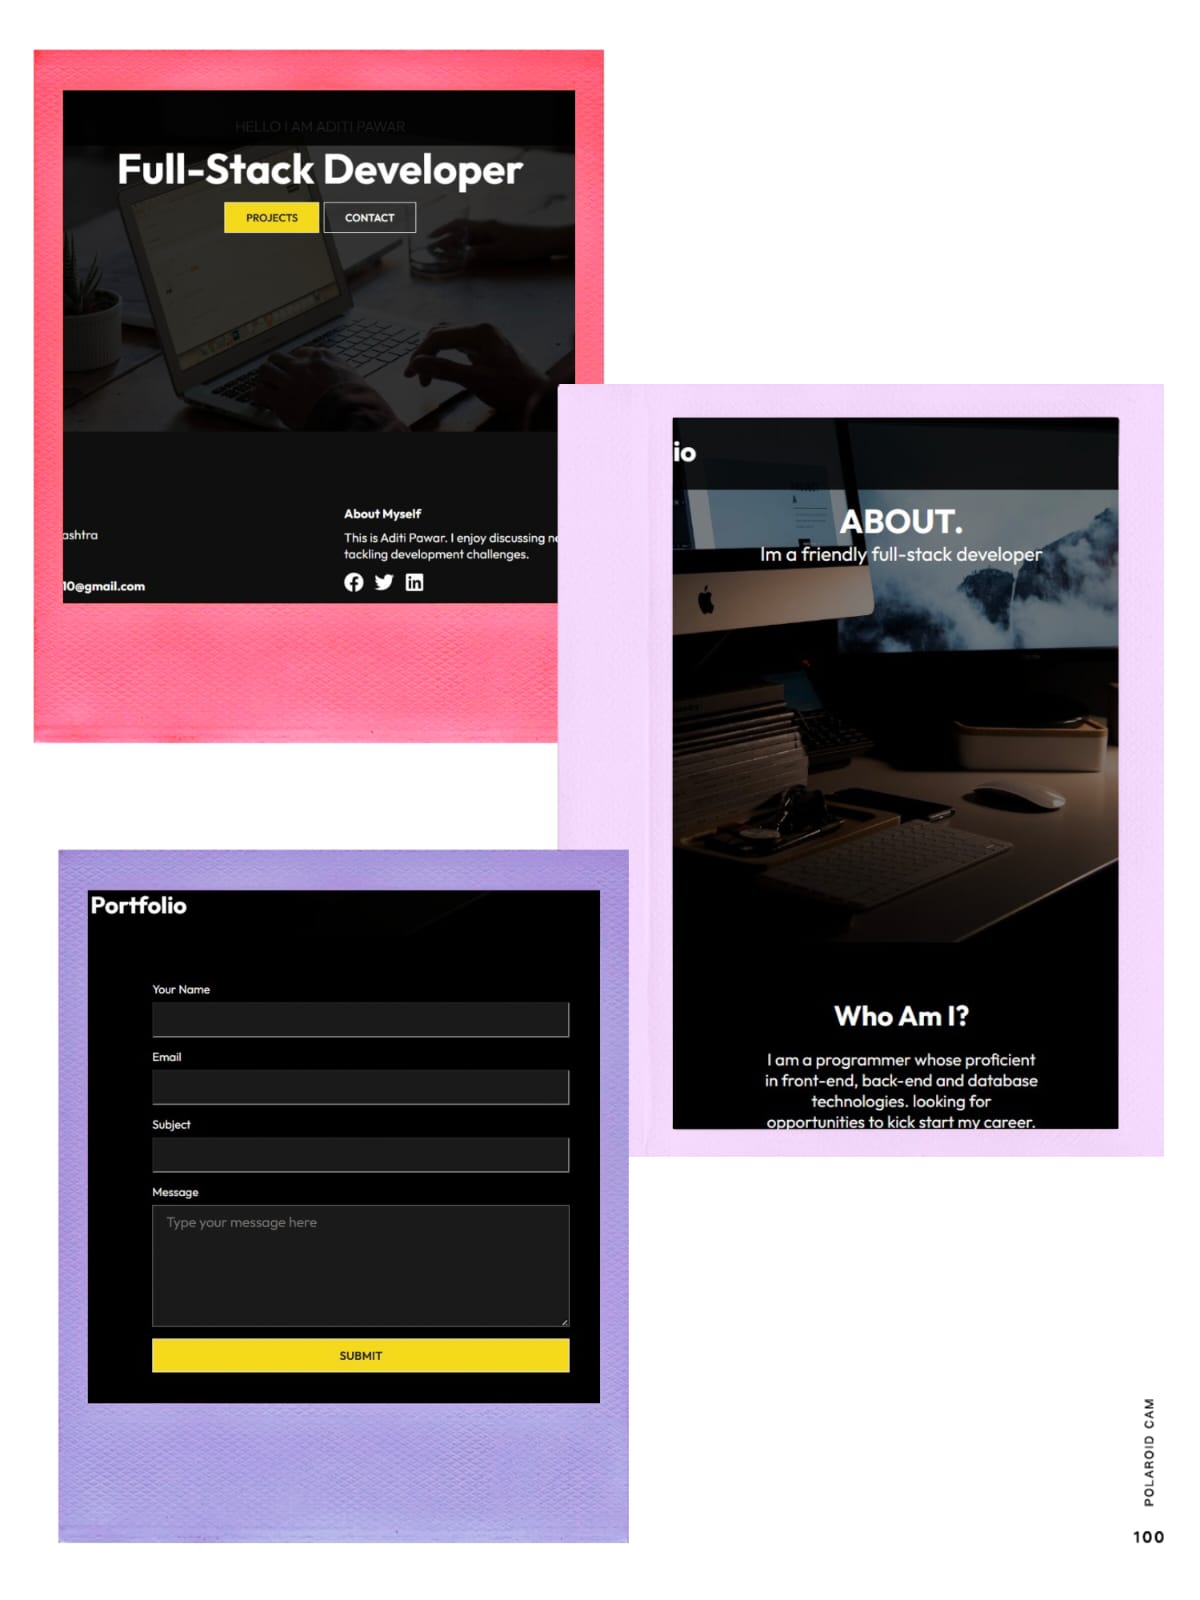 HELLO I AM ADITI PAWAR
Full-Stack Developer
PROJECTS
CONTACT
About Myself
ashtra
This is Aditi Pawar. I enjoy discussing ne
tackling development challenges.
10@gmail.com
in
io
ABOUT.
Im a friendly full-stack developer
Who Am I?
I am a programmer whose proficient
in front-end, back-end and database
technologies. looking for
opportunities to kick start my career.
Portfolio
Your Name
Email
Subject
Message
Type your message here
SUBMIT
POLAROID CAM
100